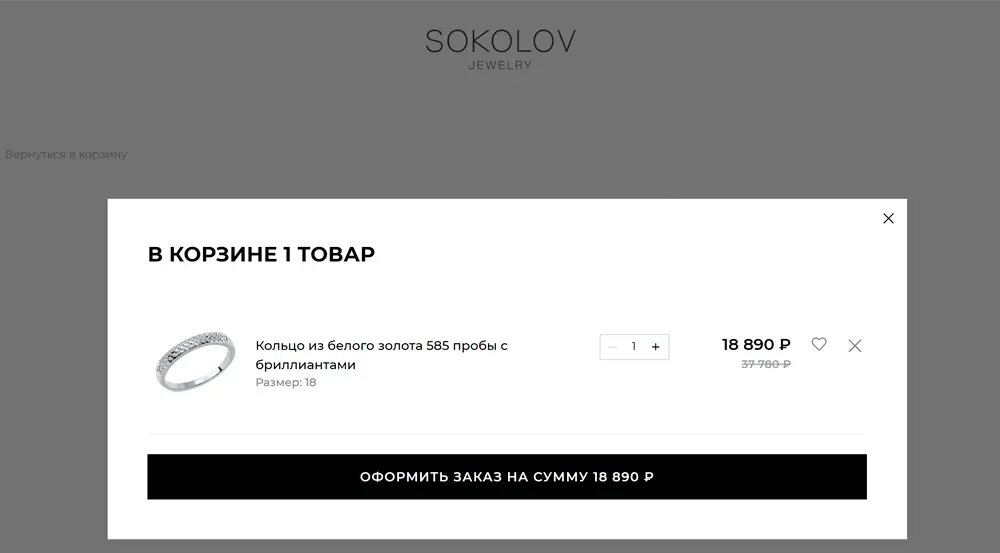 SOKOLOV
JEWELRY
Вернуться в корзину
В КОРЗИНЕ 1 ТОВАР
Кольцо из белого золота 585 пробы с
бриллиантами
Размер: 18
1 +
18 890 ₽
37 780 ₽
ОФОРМИТЬ ЗАКАЗ НА СУММУ 18 890 ₽